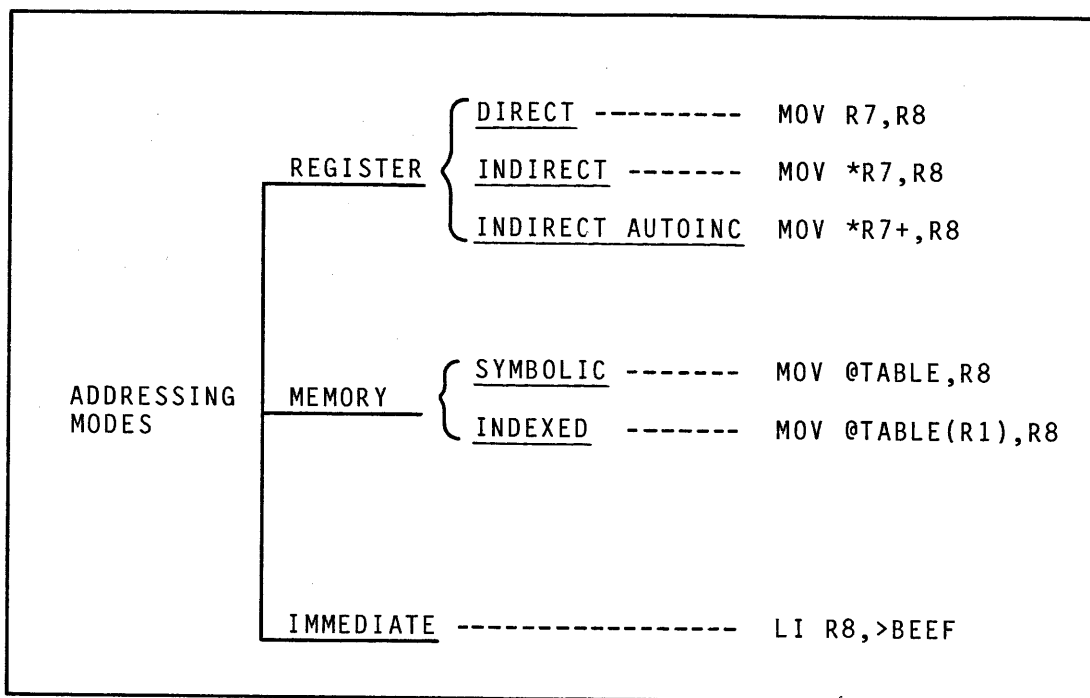 DIRECT --------- MOV R7,R8
REGISTER INDIRECT ------- MOV *R7,R8
INDIRECT AUTOINC MOV *R7+,R8
SYMBOLIC ------- MOV @TABLE,R8
ADDRESSING MEMORY
MODES INDEXED ------- MOV @TABLE(R1),R8
IMMEDIATE ----------------- LI R8,>BEEF